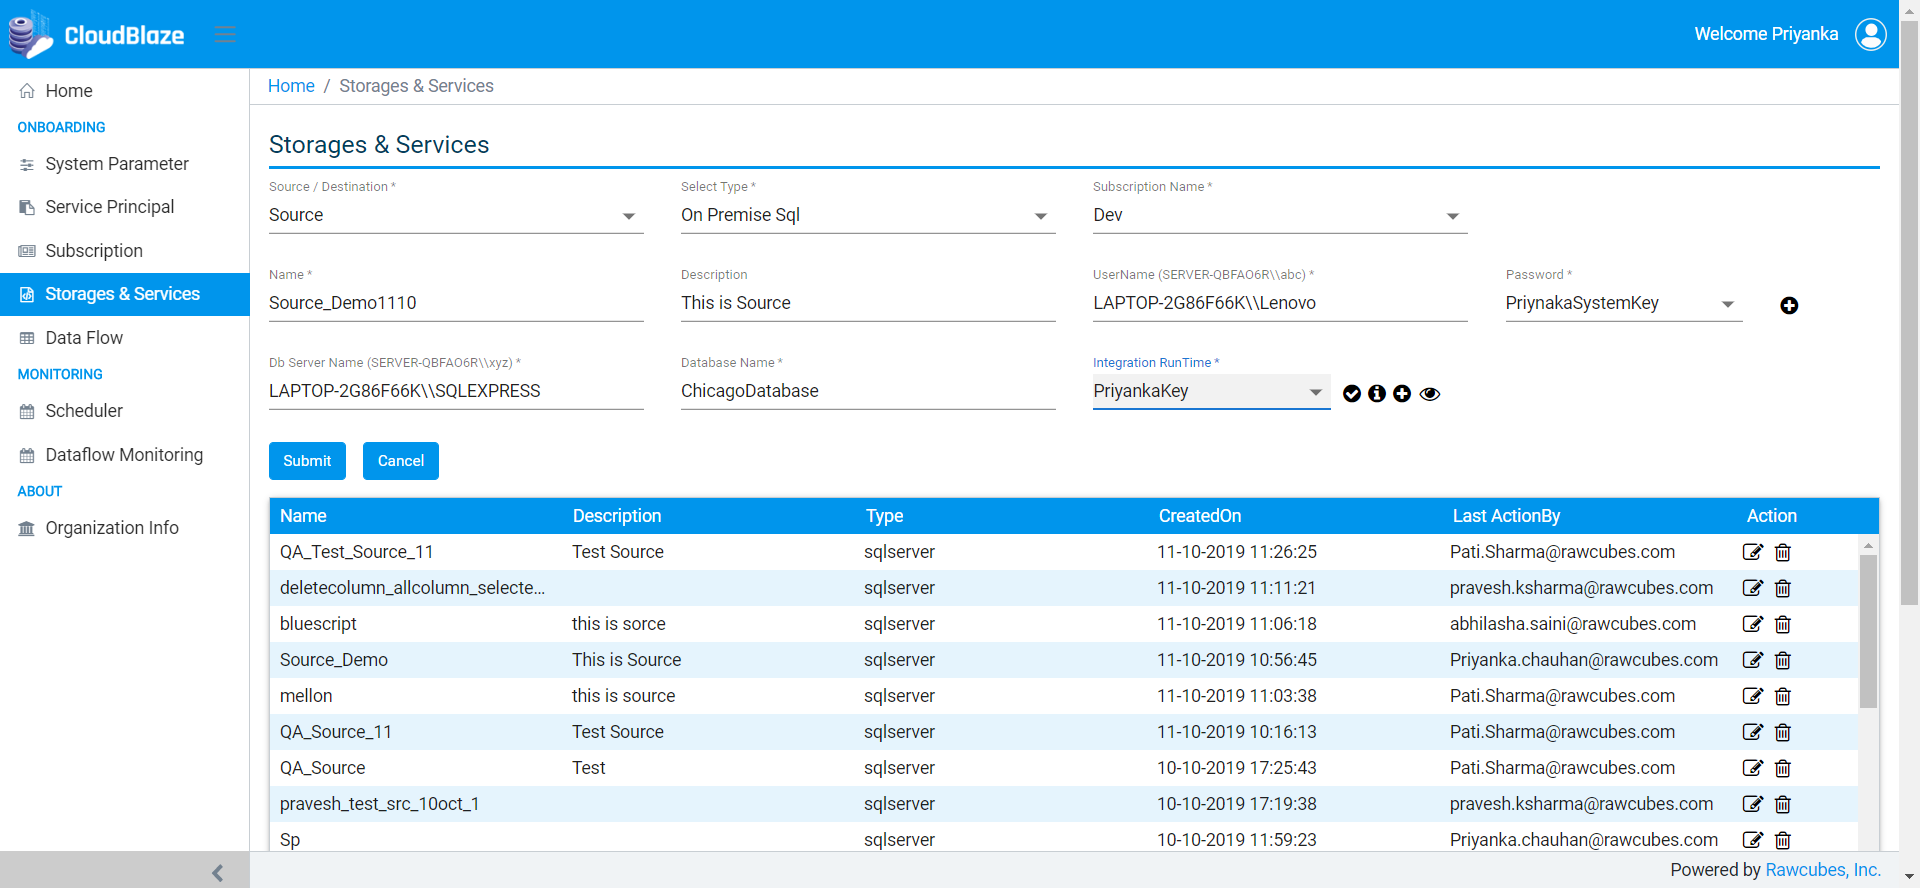 CloudBlaze
Welcome Priyanka
Home
ONBOARDING
System Parameter
Service Principal
Subscription
Storages & Services
Data Flow
MONITORING
Scheduler
Dataflow Monitoring
ABOUT
Organization Info
Home / Storages & Services
Storages & Services
Source / Destination * Select Type * Subscription Name *
Source On Premise Sql Dev
Name * Description UserName (SERVER-QBFAO6R\\abc) * Password *
Source_Demo1110 This is Source LAPTOP-2G86F66K\\Lenovo PriynakaSystemKey
Db Server Name (SERVER-QBFAO6R\\xyz) * Database Name * Integration RunTime *
LAPTOP-2G86F66K\\SQLEXPRESS ChicagoDatabase PriyankaKey
Submit Cancel
Name Description Type CreatedOn Last ActionBy Action
QA_Test_Source_11 Test Source sqlserver 11-10-2019 11:26:25 Pati.Sharma@rawcubes.com
deletecolumn_allcolumn_selecte... sqlserver 11-10-2019 11:11:21 pravesh.ksharma@rawcubes.com
bluescript this is sorce sqlserver 11-10-2019 11:06:18 abhilasha.saini@rawcubes.com
Source_Demo This is Source sqlserver 11-10-2019 10:56:45 Priyanka.chauhan@rawcubes.com
mellon this is source sqlserver 11-10-2019 11:03:38 Pati.Sharma@rawcubes.com
QA_Source_11 Test Source sqlserver 11-10-2019 10:16:13 Pati.Sharma@rawcubes.com
QA_Source Test sqlserver 10-10-2019 17:25:43 Pati.Sharma@rawcubes.com
pravesh_test_src_10oct_1 sqlserver 10-10-2019 17:19:38 pravesh.ksharma@rawcubes.com
Sp sqlserver 10-10-2019 11:59:23 Priyanka.chauhan@rawcubes.com
Powered by Rawcubes, Inc.